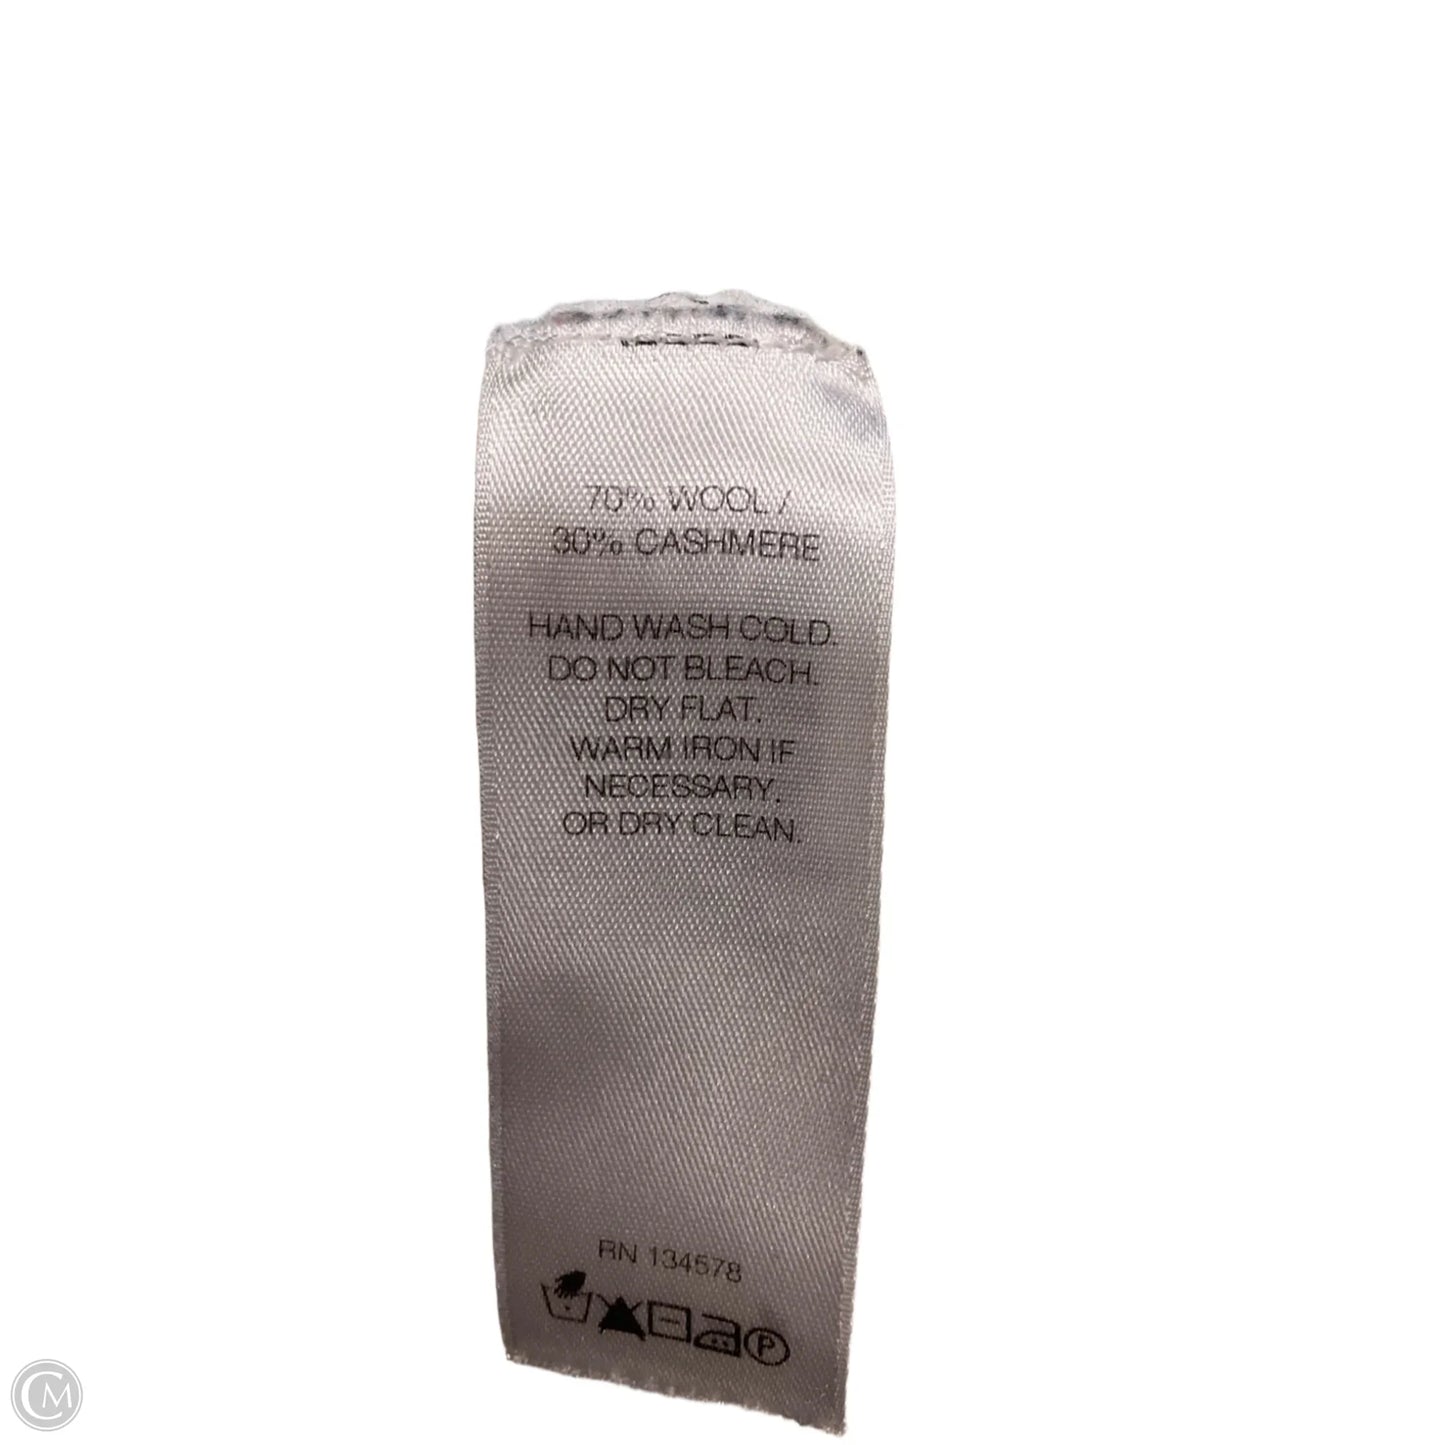 70% WOOL /
30% CASHMERE
HAND WASH COLD.
DO NOT BLEACH.
DRY FLAT.
WARM IRON IF
NECESSARY.
OR DRY CLEAN.
RN 134578
P
CM